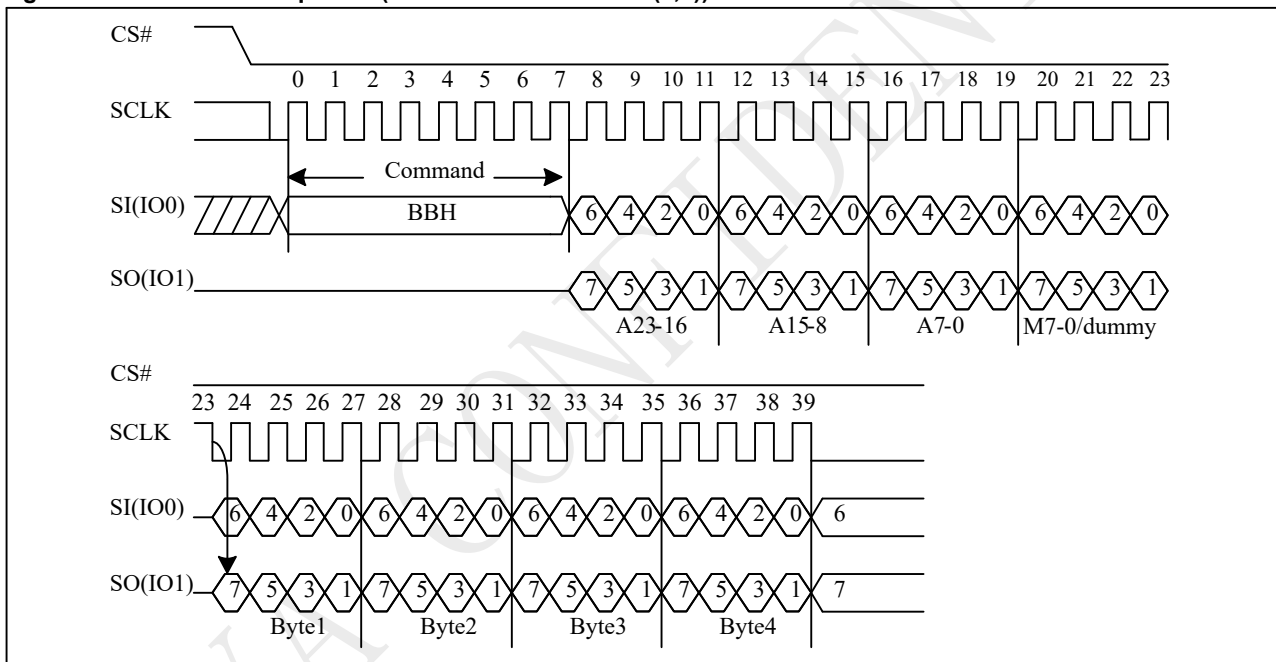 CS#
0 1 2 3 4 5 6 7 8 9 10 11 12 13 14 15 16 17 18 19 20 21 22 23
SCLK
Command
SI(IO0) BBH 6 4 2 0 6 4 2 0 6 4 2 0 6 4 2 0
SO(IO1) 7 5 3 1 7 5 3 1 7 5 3 1 7 5 3 1
A23-16 A15-8 A7-0 M7-0/dummy
CS#
23 24 25 26 27 28 29 30 31 32 33 34 35 36 37 38 39
SCLK
SI(IO0) 6 4 2 0 6 4 2 0 6 4 2 0 6 4 2 0 6
SO(IO1) 7 5 3 1 7 5 3 1 7 5 3 1 7 5 3 1 7
Byte1 Byte2 Byte3 Byte4